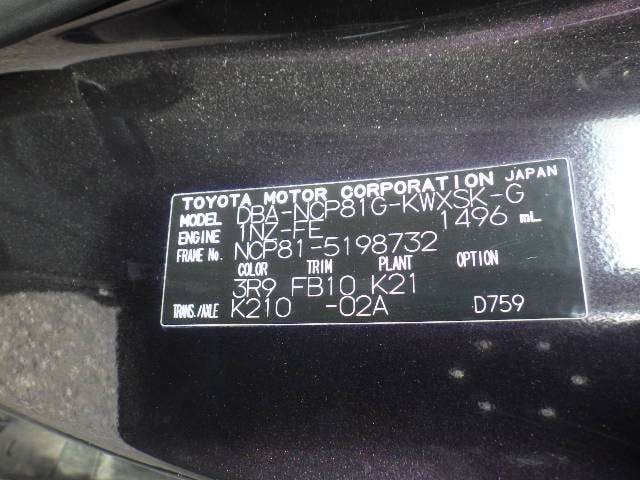 TOYOTA MOTOR CORPORATION JAPAN
MODEL DBA-NCP81G-KWXSK-G
ENGINE 1NZ-FE 1496 mL
FRAME No. NCP81-5198732
COLOR TRIM PLANT OPTION
3R9 FB10 K21
TRANS./AXLE K210 -02A D759